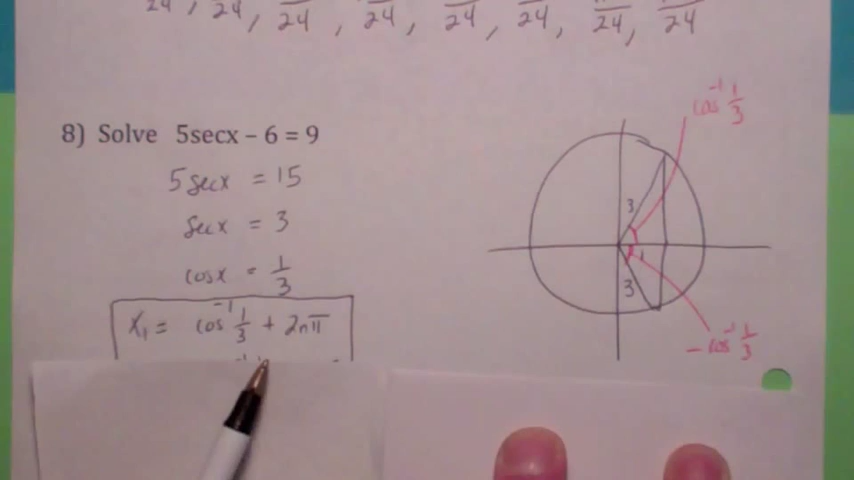 24, 24, 24, 24, 24, 24, 24, 24
8) Solve 5secx – 6 = 9
5secx = 15
secx = 3
cosx = 1/3
x₁ = cos⁻¹ 1/3 + 2nπ
cos⁻¹ 1/3
3
1
3
– cos⁻¹ 1/3